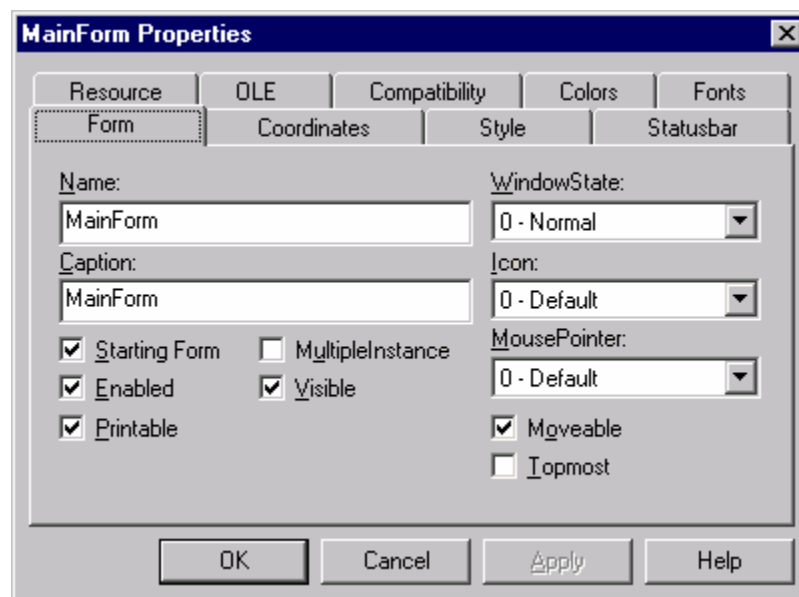 MainForm Properties
Resource OLE Compatibility Colors Fonts
Form Coordinates Style Statusbar
Name: WindowState:
MainForm 0 - Normal
Caption: Icon:
MainForm 0 - Default
Starting Form MultipleInstance MousePointer:
Enabled Visible 0 - Default
Printable Moveable
Topmost
OK Cancel Apply Help